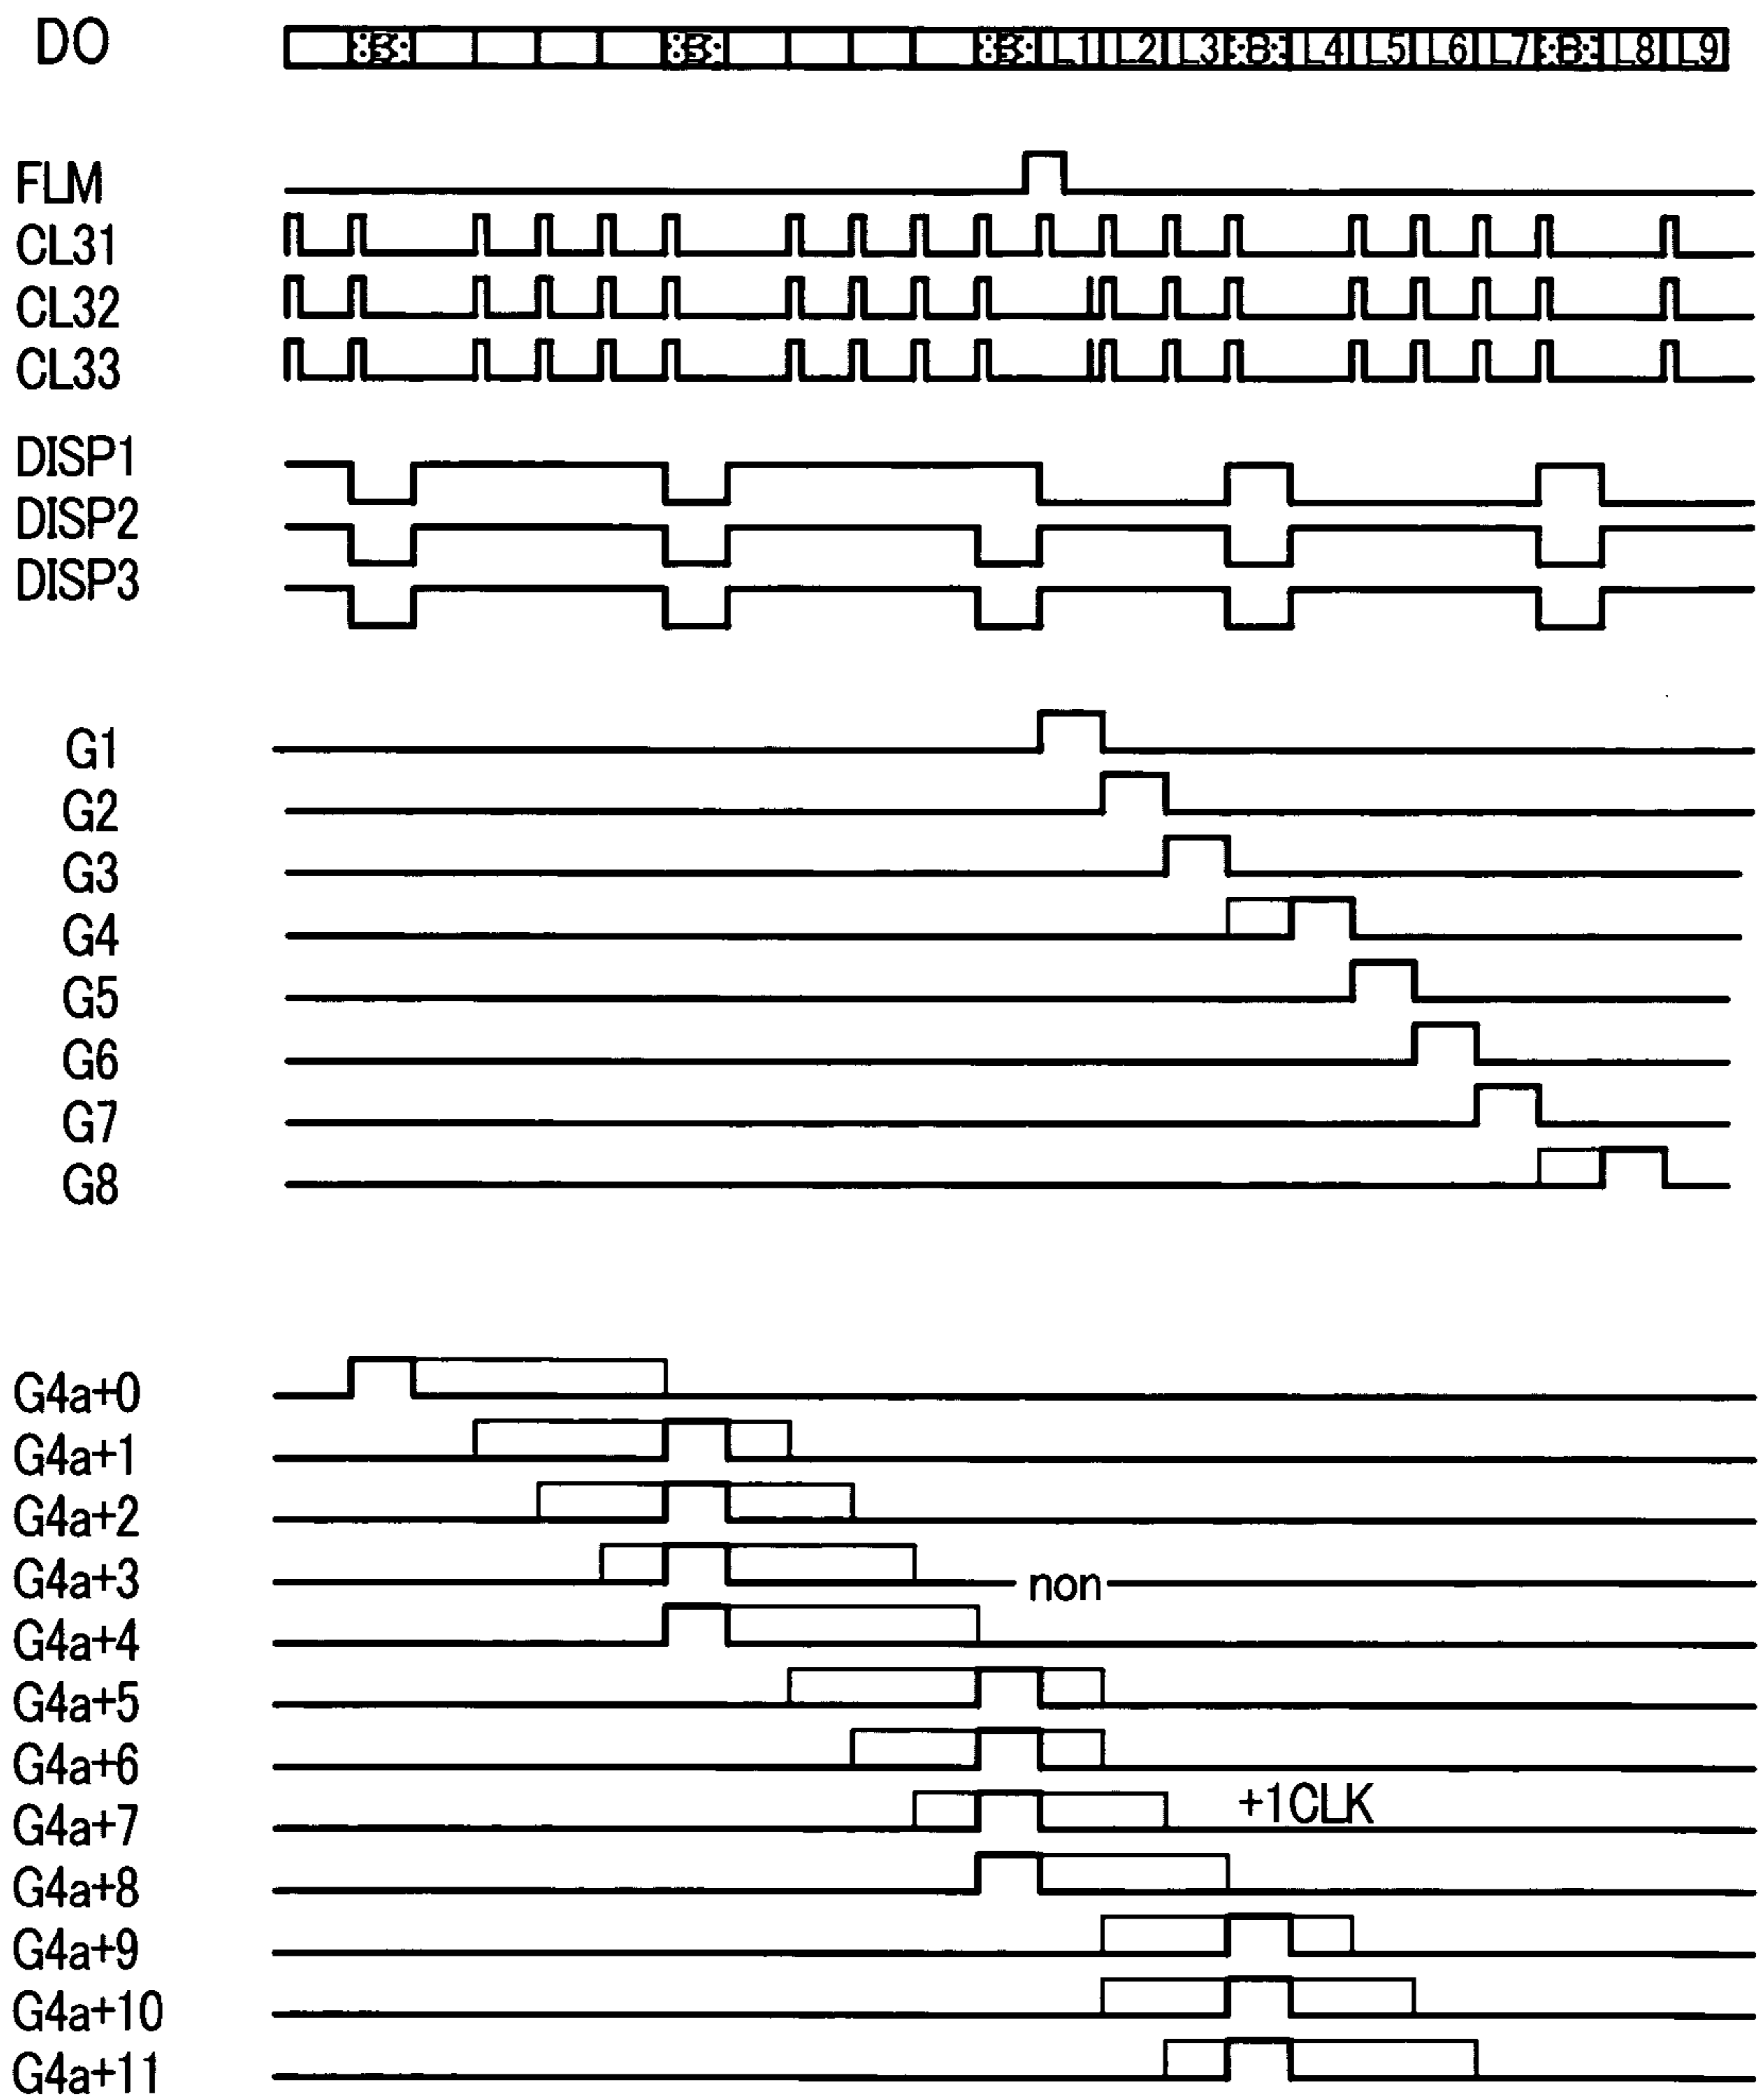 DO B B B L1 L2 L3 B L4 L5 L6 L7 B L8 L9
FLM
CL31
CL32
CL33
DISP1
DISP2
DISP3
G1
G2
G3
G4
G5
G6
G7
G8
G4a+0
G4a+1
G4a+2
G4a+3 non
G4a+4
G4a+5
G4a+6
G4a+7 +1CLK
G4a+8
G4a+9
G4a+10
G4a+11